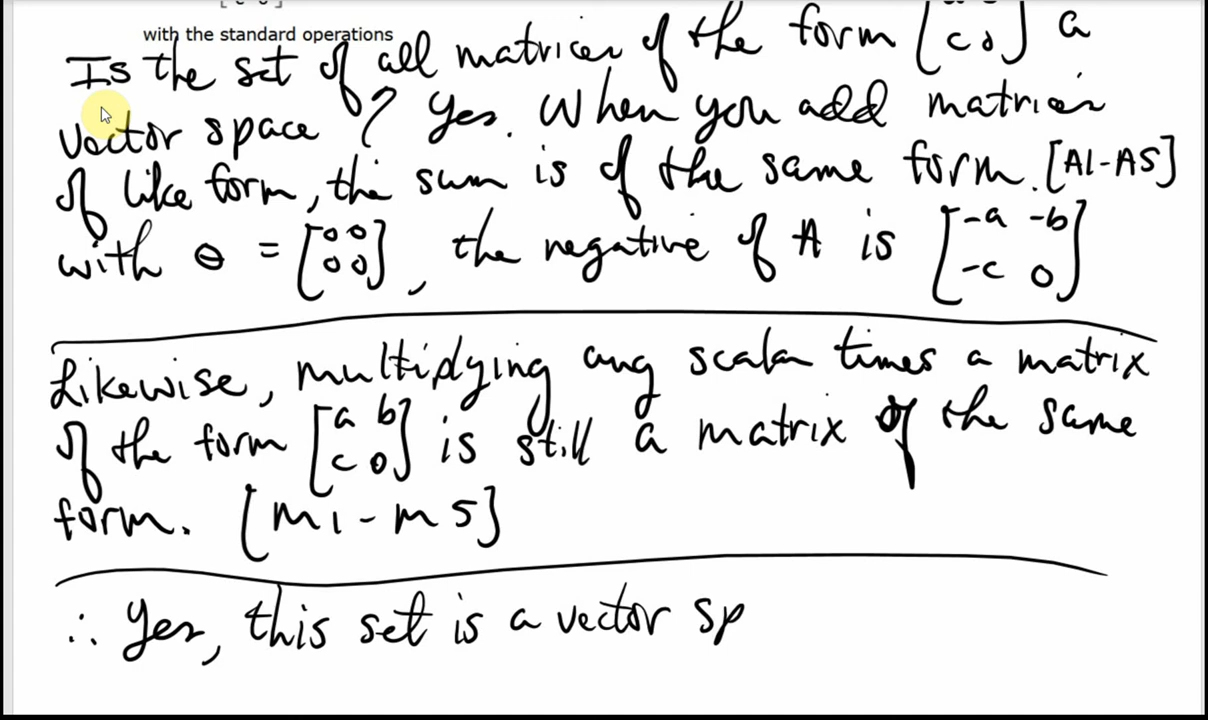 with the standard operations
Is the set of all matrices of the form [ c 0 ] a
vector space? Yes. When you add matrices
of like form, the sum is of the same form. [A1-A5]
with θ = [0 0; 0 0], the negative of A is [-a -b; -c 0]
Likewise, multiplying any scalar times a matrix
of the form [a b; c 0] is still a matrix of the same
form. [M1-M5]
∴ Yes, this set is a vector sp